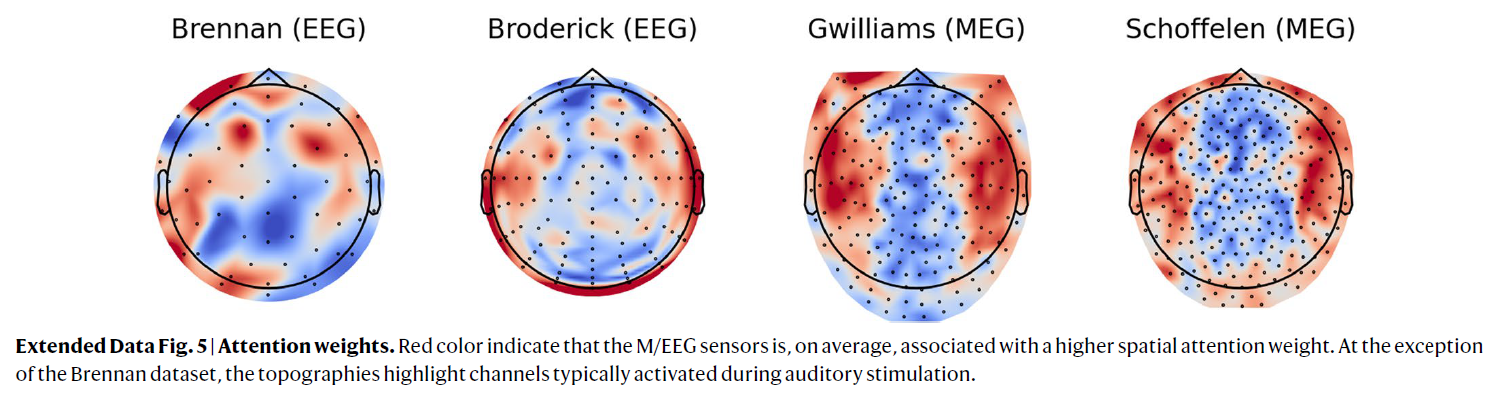 Brennan (EEG) Broderick (EEG) Gwilliams (MEG) Schoffelen (MEG)
Extended Data Fig. 5 | Attention weights. Red color indicate that the M/EEG sensors is, on average, associated with a higher spatial attention weight. At the exception
of the Brennan dataset, the topographies highlight channels typically activated during auditory stimulation.